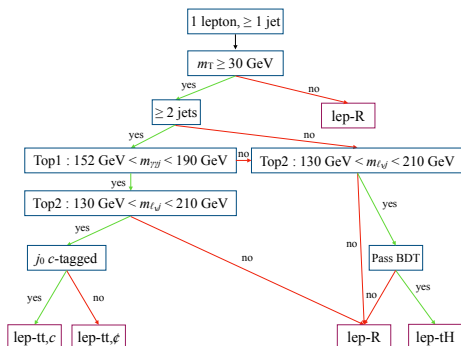 1 lepton, ≥ 1 jet
m_T ≥ 30 GeV
yes
no
≥ 2 jets
lep-R
yes
no
Top1 : 152 GeV < m_γγj < 190 GeV
no
Top2 : 130 GeV < m_ℓνj < 210 GeV
yes
Top2 : 130 GeV < m_ℓνj < 210 GeV
yes
yes
no
j₀ c-tagged
Pass BDT
yes
no
no
yes
lep-tt,c
lep-tt,¢
lep-R
lep-tH